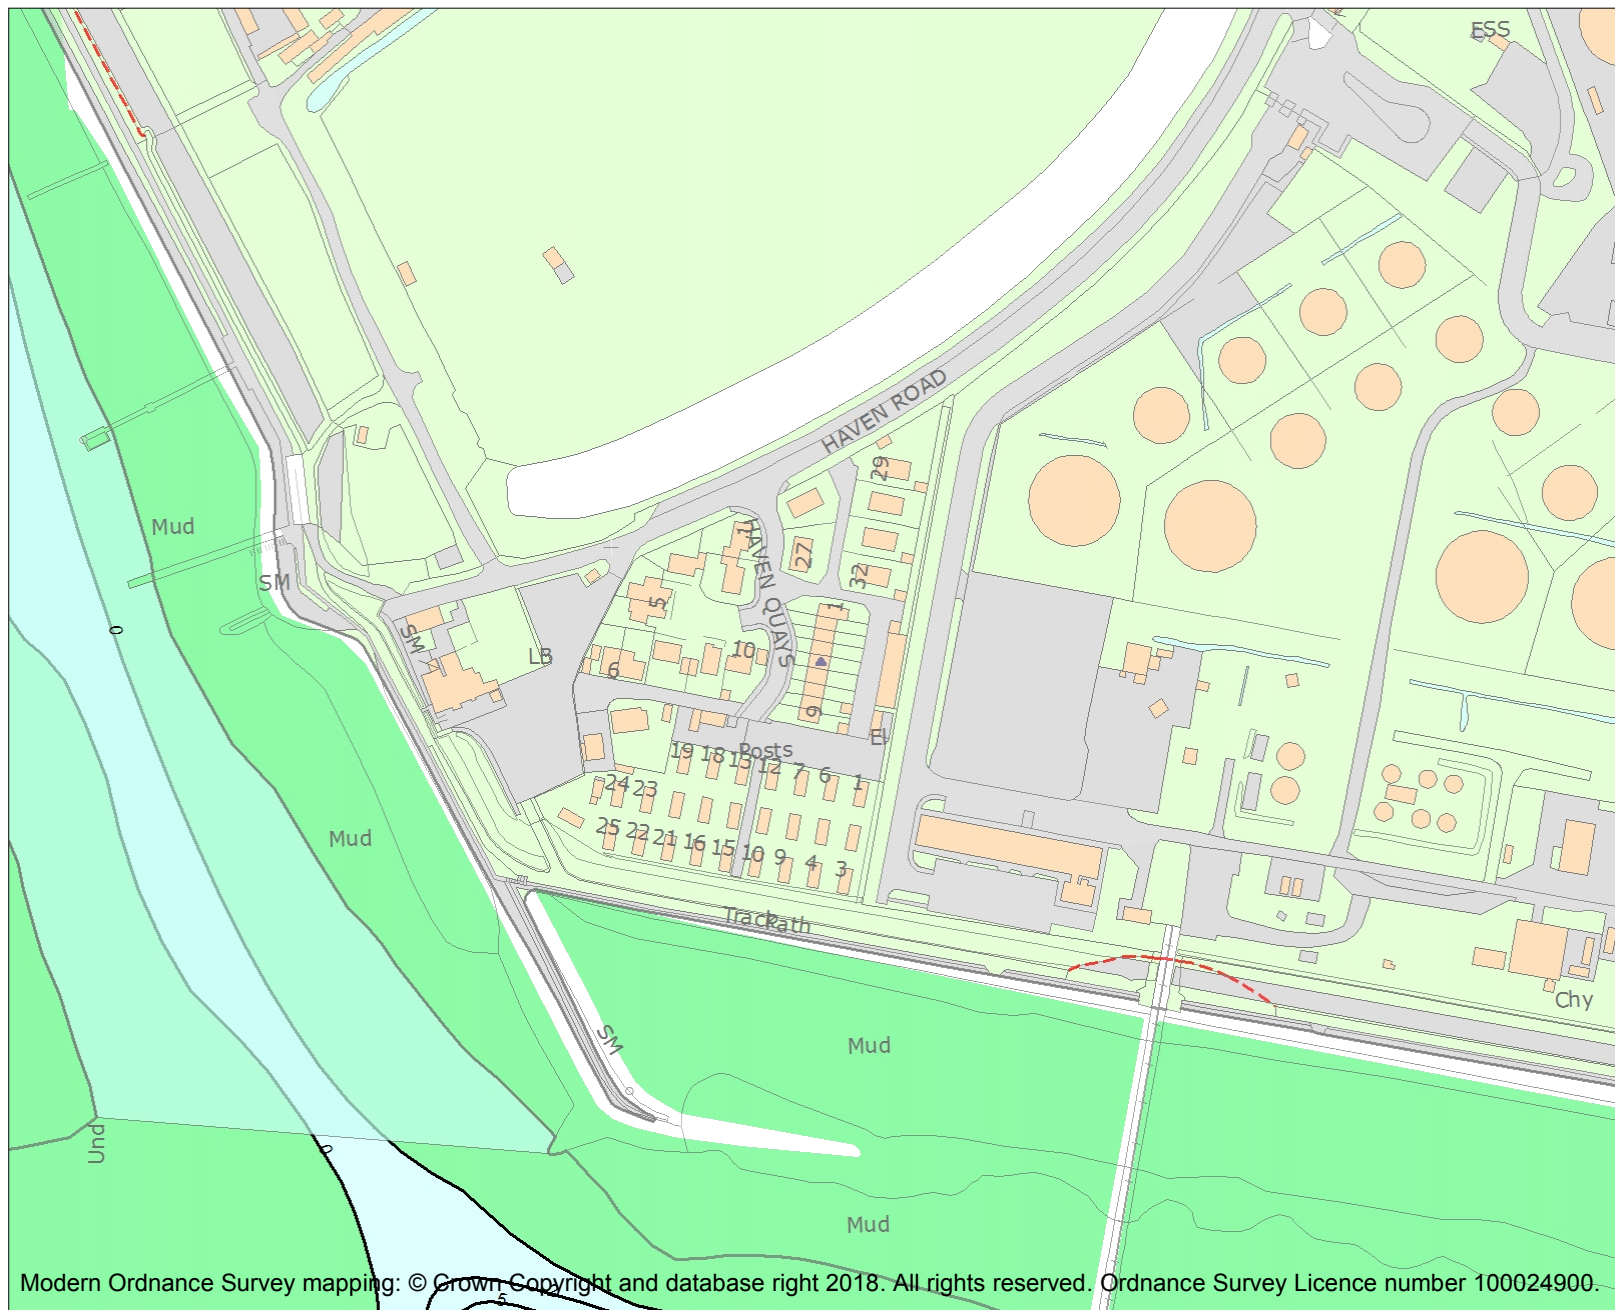 ESS
HAVEN ROAD
29
Mud
1
HAVEN QUAYS
27
32
SM
0
5
1
SM
LB
10
6
9
El
Posts
19 18 13 12 7 6 1
24 23
Mud
25 22 21 16 15 10 9 4 3
Track
Path
Chy
SM
Mud
Und
0
Mud
5
Modern Ordnance Survey mapping: © Crown Copyright and database right 2018. All rights reserved. Ordnance Survey Licence number 100024900.